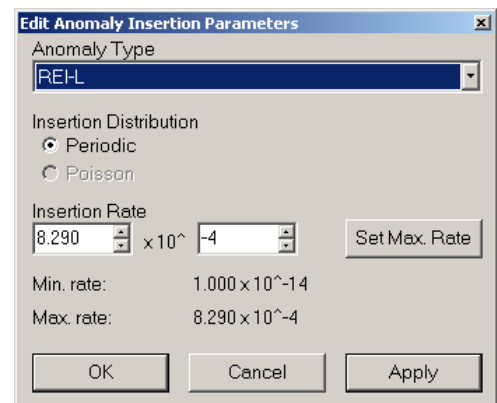 Edit Anomaly Insertion Parameters
Anomaly Type
REI-L
Insertion Distribution
Periodic
Poisson
Insertion Rate
8.290 x 10^ -4 Set Max. Rate
Min. rate: 1.000 x 10^-14
Max. rate: 8.290 x 10^-4
OK Cancel Apply